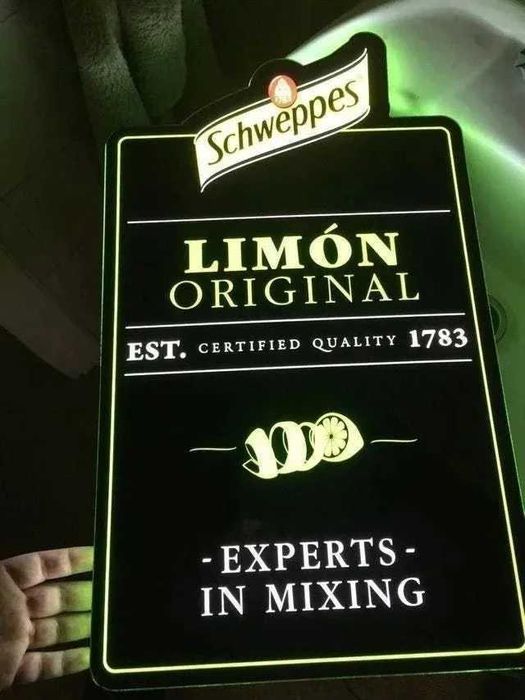 Schweppes
LIMÓN
ORIGINAL
EST. CERTIFIED QUALITY 1783
- EXPERTS -
IN MIXING